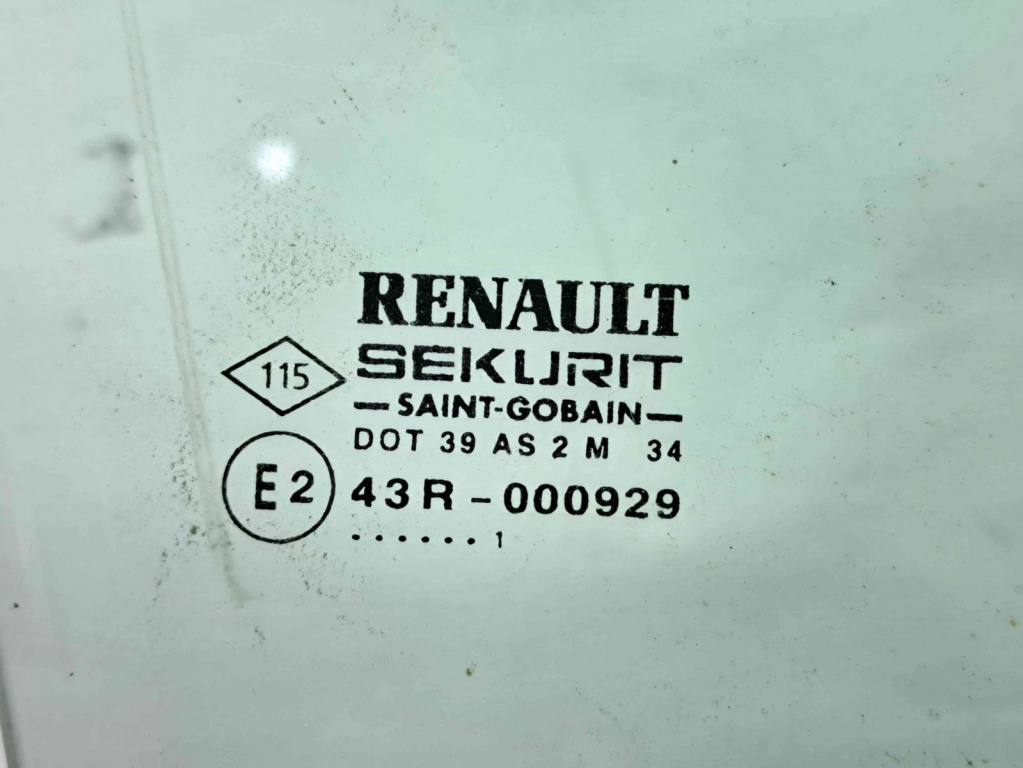 RENAULT
115
SEKURIT
SAINT-GOBAIN
DOT 39 AS 2 M 34
E2
43R - 000929
. . . . . . 1